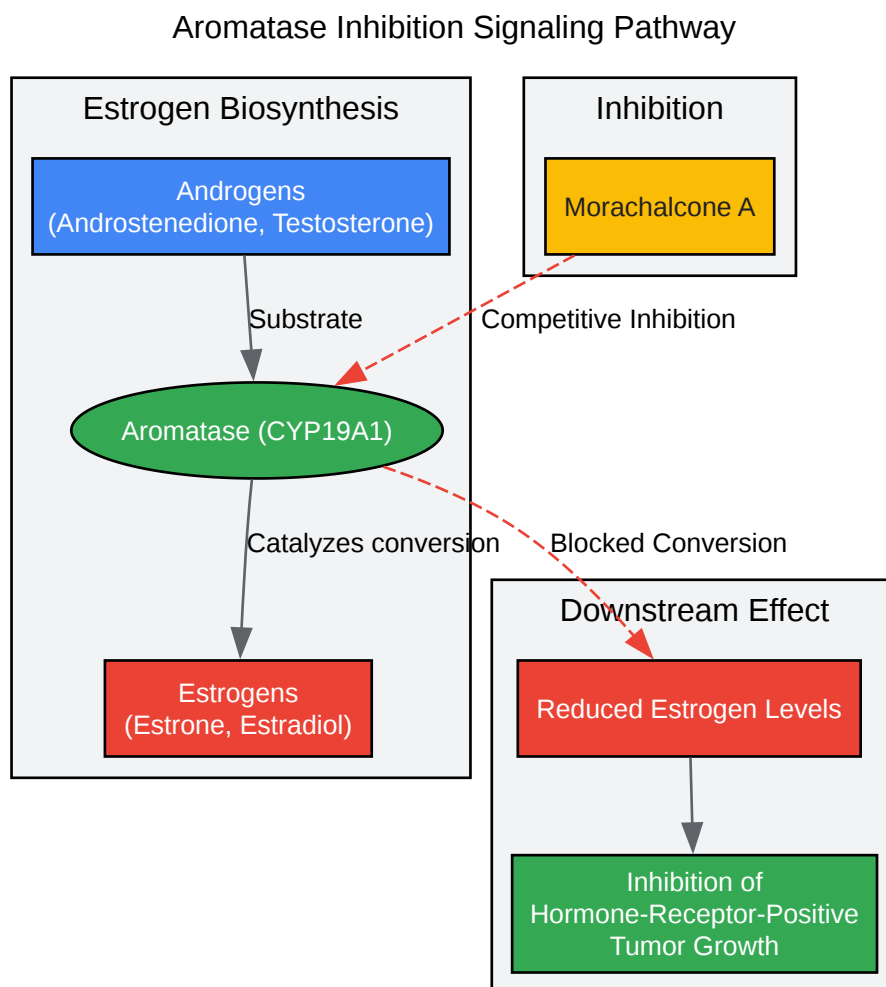 Aromatase Inhibition Signaling Pathway
Estrogen Biosynthesis
Inhibition
Androgens
(Androstenedione, Testosterone)
Morachalcone A
Substrate
Competitive Inhibition
Aromatase (CYP19A1)
Catalyzes conversion
Blocked Conversion
Downstream Effect
Estrogens
(Estrone, Estradiol)
Reduced Estrogen Levels
Inhibition of
Hormone-Receptor-Positive
Tumor Growth